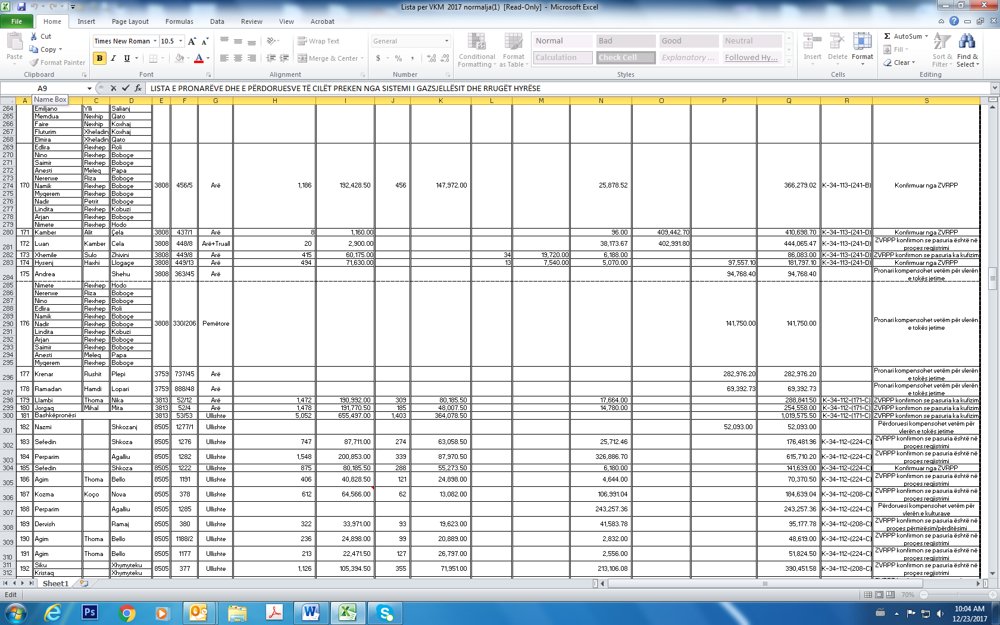 Lista per VKM 2017 normalja(1) [Read-Only] - Microsoft Excel
File Home Insert Page Layout Formulas Data Review View Acrobat
Paste Cut Copy Format Painter Clipboard
Times New Roman 10.5 A A B I U A Font
Wrap Text Merge & Center Alignment
General $ % , Number
Conditional Formatting Format as Table
Normal Bad Good Neutral
Calculation Check Cell Explanatory ... Followed Hy...
Styles
Insert Delete Format Cells
Σ AutoSum Fill Clear Sort & Filter Find & Select Editing
A9 fx LISTA E PRONARËVE DHE E PËRDORUESVE TË CILËT PREKEN NGA SISTEMI I GAZSJELLËSIT DHE RRUGËT HYRËSE
Name Box
A C D E F G H I J K L M N O P Q R S
264 Emiljano Ylli Salianj
265 Memdua Nexhip Qato
266 Faire Nexhip Koxhaj
267 Fluturim Xheladin Koxhaj
268 Elmira Xheladin Qato
269 Edlira Rexhep Roli
270 Nino Rexhep Boboçe
271 Saimir Rexhep Boboçe
272 Anesti Meleq Papa
273 Nerenxe Riza Boboçe
274 170 Namik Rexhep Boboçe 3808 456/5 Arë 1,186 192,428.50 456 147,972.00 25,878.52 366,279.02 K-34-113-(241-B) Konfirmuar nga ZVRPP
275 Myqerem Rexhep Boboçe
276 Nadir Petrit Boboçe
277 Lindita Rexhep Kobuzi
278 Arjan Rexhep Boboçe
279 Nimete Rexhep Hodo
280 171 Kamber Alit Çela 3808 437/1 Arë 8 1,160.00 96.00 409,442.70 410,698.70 K-34-113-(241-D) Konfirmuar nga ZVRPP
281 172 Luan Kamber Cela 3808 448/8 Arë+Truall 20 2,900.00 38,173.67 402,991.80 444,065.47 K-34-113-(241-D) ZVRPP konfirmon se pasuria është në proçes regjistrimi
282 173 Xhemile Sulo Zhivini 3808 449/8 Arë 415 60,175.00 34 19,720.00 6,188.00 86,083.00 K-34-113-(241-D) ZVRPP konfirmon se pasuria ka kufizim
283 174 Hysenj Haxhi Llogaçe 3808 449/13 Arë 494 71,630.00 13 7,540.00 5,070.00 97,557.10 181,797.10 K-34-113-(241-D) Konfirmuar nga ZVRPP
284 175 Andrea Shehu 3808 363/45 Arë 94,768.40 94,768.40 Pronari kompensohet vetëm për vlerën e tokës jetime
285 Nimete Rexhep Hodo
286 Nerenxe Riza Boboçe
287 Nino Rexhep Boboçe
288 Edlira Rexhep Roli
289 Namik Rexhep Boboçe
290 176 Nadir Rexhep Boboçe 3808 330/206 Pemëtore 141,750.00 141,750.00 Pronari kompensohet vetëm për vlerën e tokës jetime
291 Lindita Rexhep Kobuzi
292 Arjan Rexhep Boboçe
293 Saimir Rexhep Boboçe
294 Anesti Meleq Papa
295 Myqerem Rexhep Boboçe
296 177 Krenar Rushit Plepi 3759 737/45 Arë 282,976.20 282,976.20 Pronari kompensohet vetëm për vlerën e tokës jetime
297 178 Ramadan Hamdi Lopari 3759 888/48 Arë 69,392.73 69,392.73 Pronari kompensohet vetëm për vlerën e tokës jetime
298 179 Llambi Thoma Nika 3813 52/12 Arë 1,472 190,992.00 309 80,185.50 17,664.00 288,841.50 K-34-112-(171-C) ZVRPP konfirmon se pasuria ka kufizim
299 180 Jorgaq Mihal Mita 3813 52/4 Arë 1,478 191,770.50 185 48,007.50 14,780.00 254,558.00 K-34-112-(171-C) ZVRPP konfirmon se pasuria ka kufizim
300 181 Bashkëpronësi 3813 53/53 Ullishte 5,052 655,497.00 1,403 364,078.50 1,019,575.50 K-34-112-(171-C) ZVRPP konfirmon se pasuria ka kufizim
301 182 Nazmi Shkozanj 8505 1277/1 Ullishte 52,093.00 52,093.00 Përdoruesi kompensohet vetëm për vlerën e tokës jetime
302 183 Sefedin Shkoza 8505 1276 Ullishte 747 87,711.00 274 63,058.50 25,712.46 176,481.96 K-34-112-(224-C) ZVRPP konfirmon se pasuria është në proçes regjistrimi
303 184 Perparim Agalliu 8505 1282 Ullishte 1,548 200,853.00 339 87,970.50 326,886.70 615,710.20 K-34-112-(224-C) ZVRPP konfirmon se pasuria është në proçes regjistrimi
304 185 Sefedin Shkoza 8505 1222 Ullishte 875 80,185.50 288 55,273.50 6,180.00 141,639.00 K-34-112-(224-C) Konfirmuar nga ZVRPP
305 186 Agim Thoma Bello 8505 1191 Ullishte 406 40,828.50 121 24,898.00 4,644.00 70,370.50 K-34-112-(224-C) ZVRPP konfirmon se pasuria është në proçes regjistrimi
306 187 Kozma Koço Nova 8505 378 Ullishte 612 64,566.00 62 13,082.00 106,991.04 184,639.04 K-34-112-(208-C) ZVRPP konfirmon se pasuria është në proçes regjistrimi
307 188 Perparim Agalliu 8505 1285 Ullishte 243,257.36 243,257.36 K-34-112-(224-C) Përdoruesi kompensohet vetëm për vlerën e kulturave
308 189 Dervish Ramaj 8505 380 Ullishte 322 33,971.00 93 19,623.00 41,583.78 95,177.78 K-34-112-(208-C) ZVRPP konfirmon se pasuria është në proçes përmirësim/përditësimi
309 190 Agim Thoma Bello 8505 1188/2 Ullishte 236 24,898.00 99 20,889.00 2,832.00 48,619.00 K-34-112-(224-C) ZVRPP konfirmon se pasuria është në proçes regjistrimi
310 191 Agim Thoma Bello 8505 1177 Ullishte 213 22,471.50 127 26,797.00 2,556.00 51,824.50 K-34-112-(224-C) ZVRPP konfirmon se pasuria është në proçes regjistrimi
311 192 Siku Xhymyteku 8505 377 Ullishte 1,126 105,394.50 355 71,951.00 213,106.08 390,451.58 K-34-112-(208-C) ZVRPP konfirmon se pasuria është në proçes regjistrimi
312 Kristaq Xhymyteku
Sheet1
Edit 70%
Ps
10:04 AM
12/23/2017